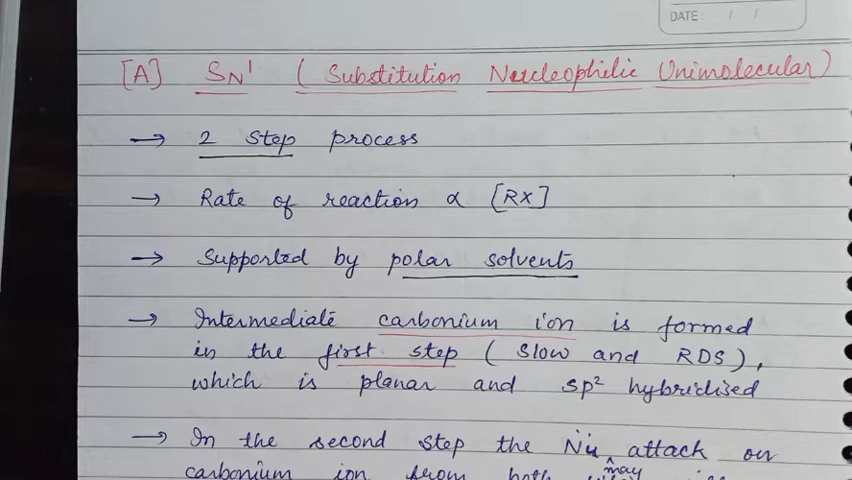 DATE: / /
[A] SN1 (Substitution Nucleophilic Unimolecular)
→ 2 step process
→ Rate of reaction α [RX]
→ Supported by polar solvents
→ Intermediate carbonium ion is formed
in the first step (slow and RDS),
which is planar and sp² hybridised
→ In the second step the Nu attack on
carbonium ion from both may